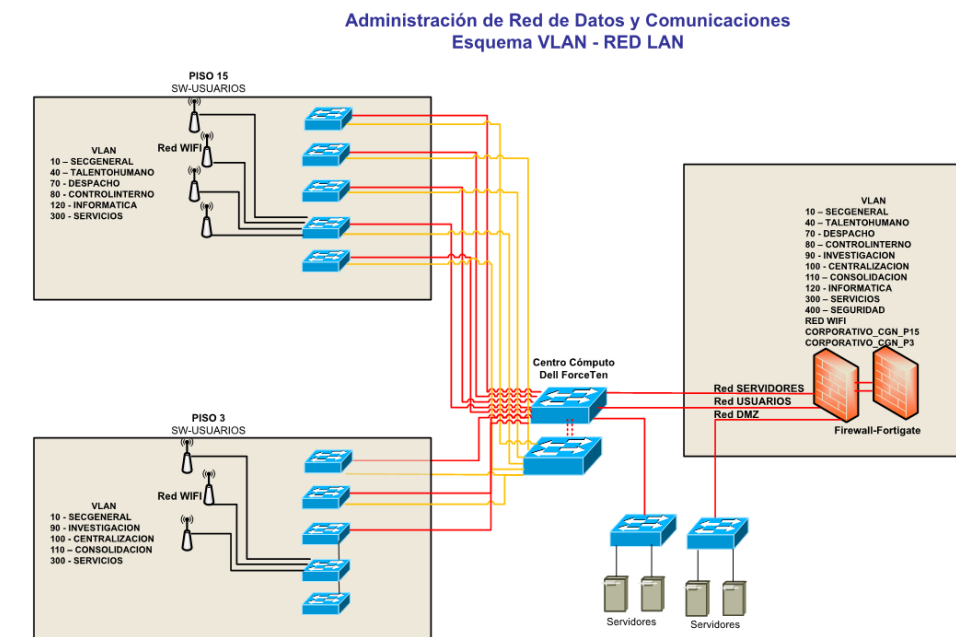 Administración de Red de Datos y Comunicaciones
Esquema VLAN - RED LAN
PISO 15
SW-USUARIOS
Red WIFI
VLAN
10 – SECGENERAL
40 – TALENTOHUMANO
70 - DESPACHO
80 - CONTROLINTERNO
120 - INFORMATICA
300 - SERVICIOS
VLAN
10 – SECGENERAL
40 – TALENTOHUMANO
70 - DESPACHO
80 – CONTROLINTERNO
90 - INVESTIGACION
100 - CENTRALIZACION
110 – CONSOLIDACION
120 - INFORMATICA
300 – SERVICIOS
400 – SEGURIDAD
RED WIFI
CORPORATIVO_CGN_P15
CORPORATIVO_CGN_P3
Centro Cómputo
Dell ForceTen
Red SERVIDORES
Red USUARIOS
Red DMZ
Firewall-Fortigate
PISO 3
SW-USUARIOS
Red WIFI
VLAN
10 - SECGENERAL
90 - INVESTIGACION
100 - CENTRALIZACION
110 – CONSOLIDACION
300 - SERVICIOS
Servidores
Servidores